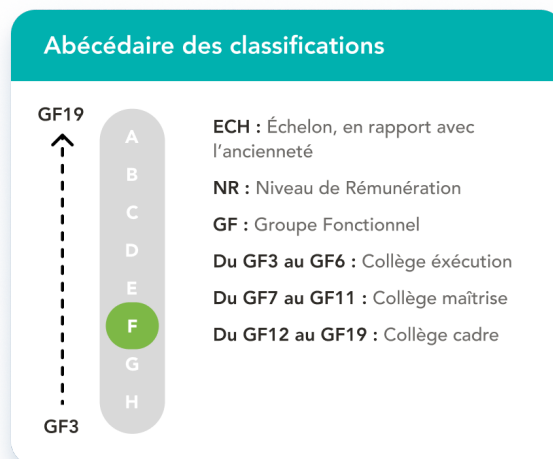 Abécédaire des classifications
GF19
A
B
C
D
E
F
G
H
GF3
ECH : Échelon, en rapport avec
l'ancienneté
NR : Niveau de Rémunération
GF : Groupe Fonctionnel
Du GF3 au GF6 : Collège éxécution
Du GF7 au GF11 : Collège maîtrise
Du GF12 au GF19 : Collège cadre